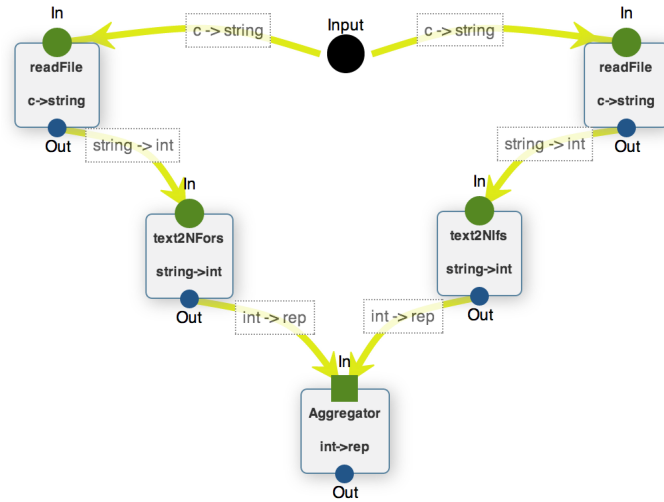 In
Input
In
c -> string
c -> string
readFile
c->string
readFile
c->string
Out
Out
string -> int
string -> int
In
In
text2NFors
string->int
text2NIfs
string->int
Out
Out
int -> rep
int -> rep
In
Aggregator
int->rep
Out